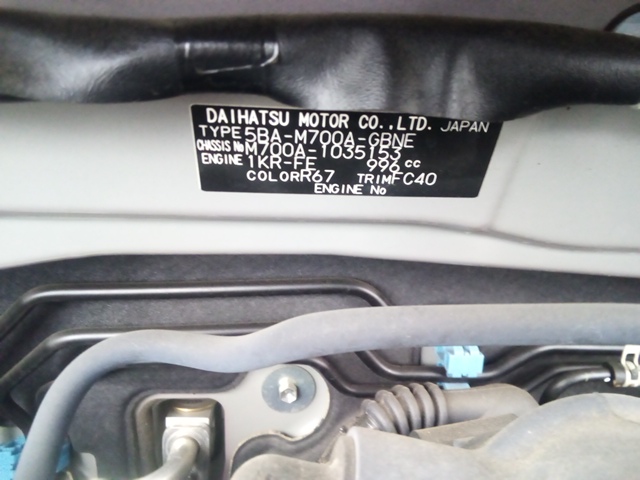 DAIHATSU MOTOR CO.,LTD. JAPAN
TYPE 5BA-M700A-GBNE
CHASSIS No M700A-1035153
ENGINE 1KR-FE 996 cc
COLOR R67 TRIM FC40
ENGINE No